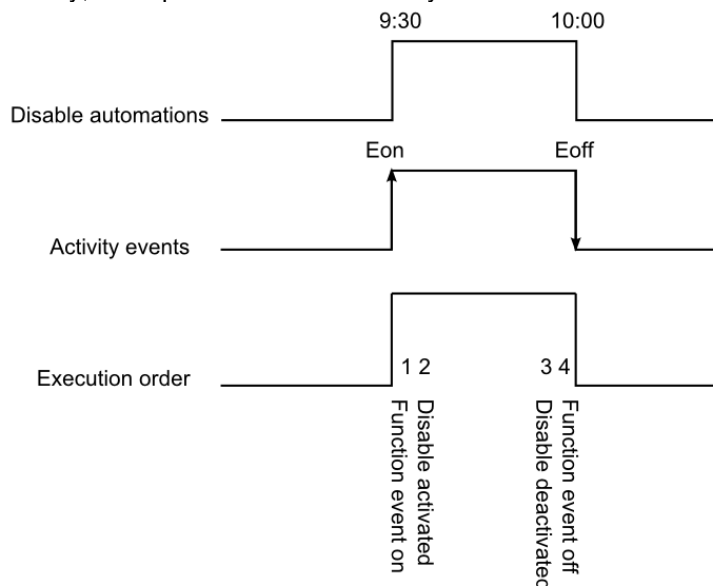 9:30
10:00
Disable automations
Eon
Eoff
Activity events
Execution order
1 2
3 4
Disable activated
Function event on
Function event off
Disable deactivated